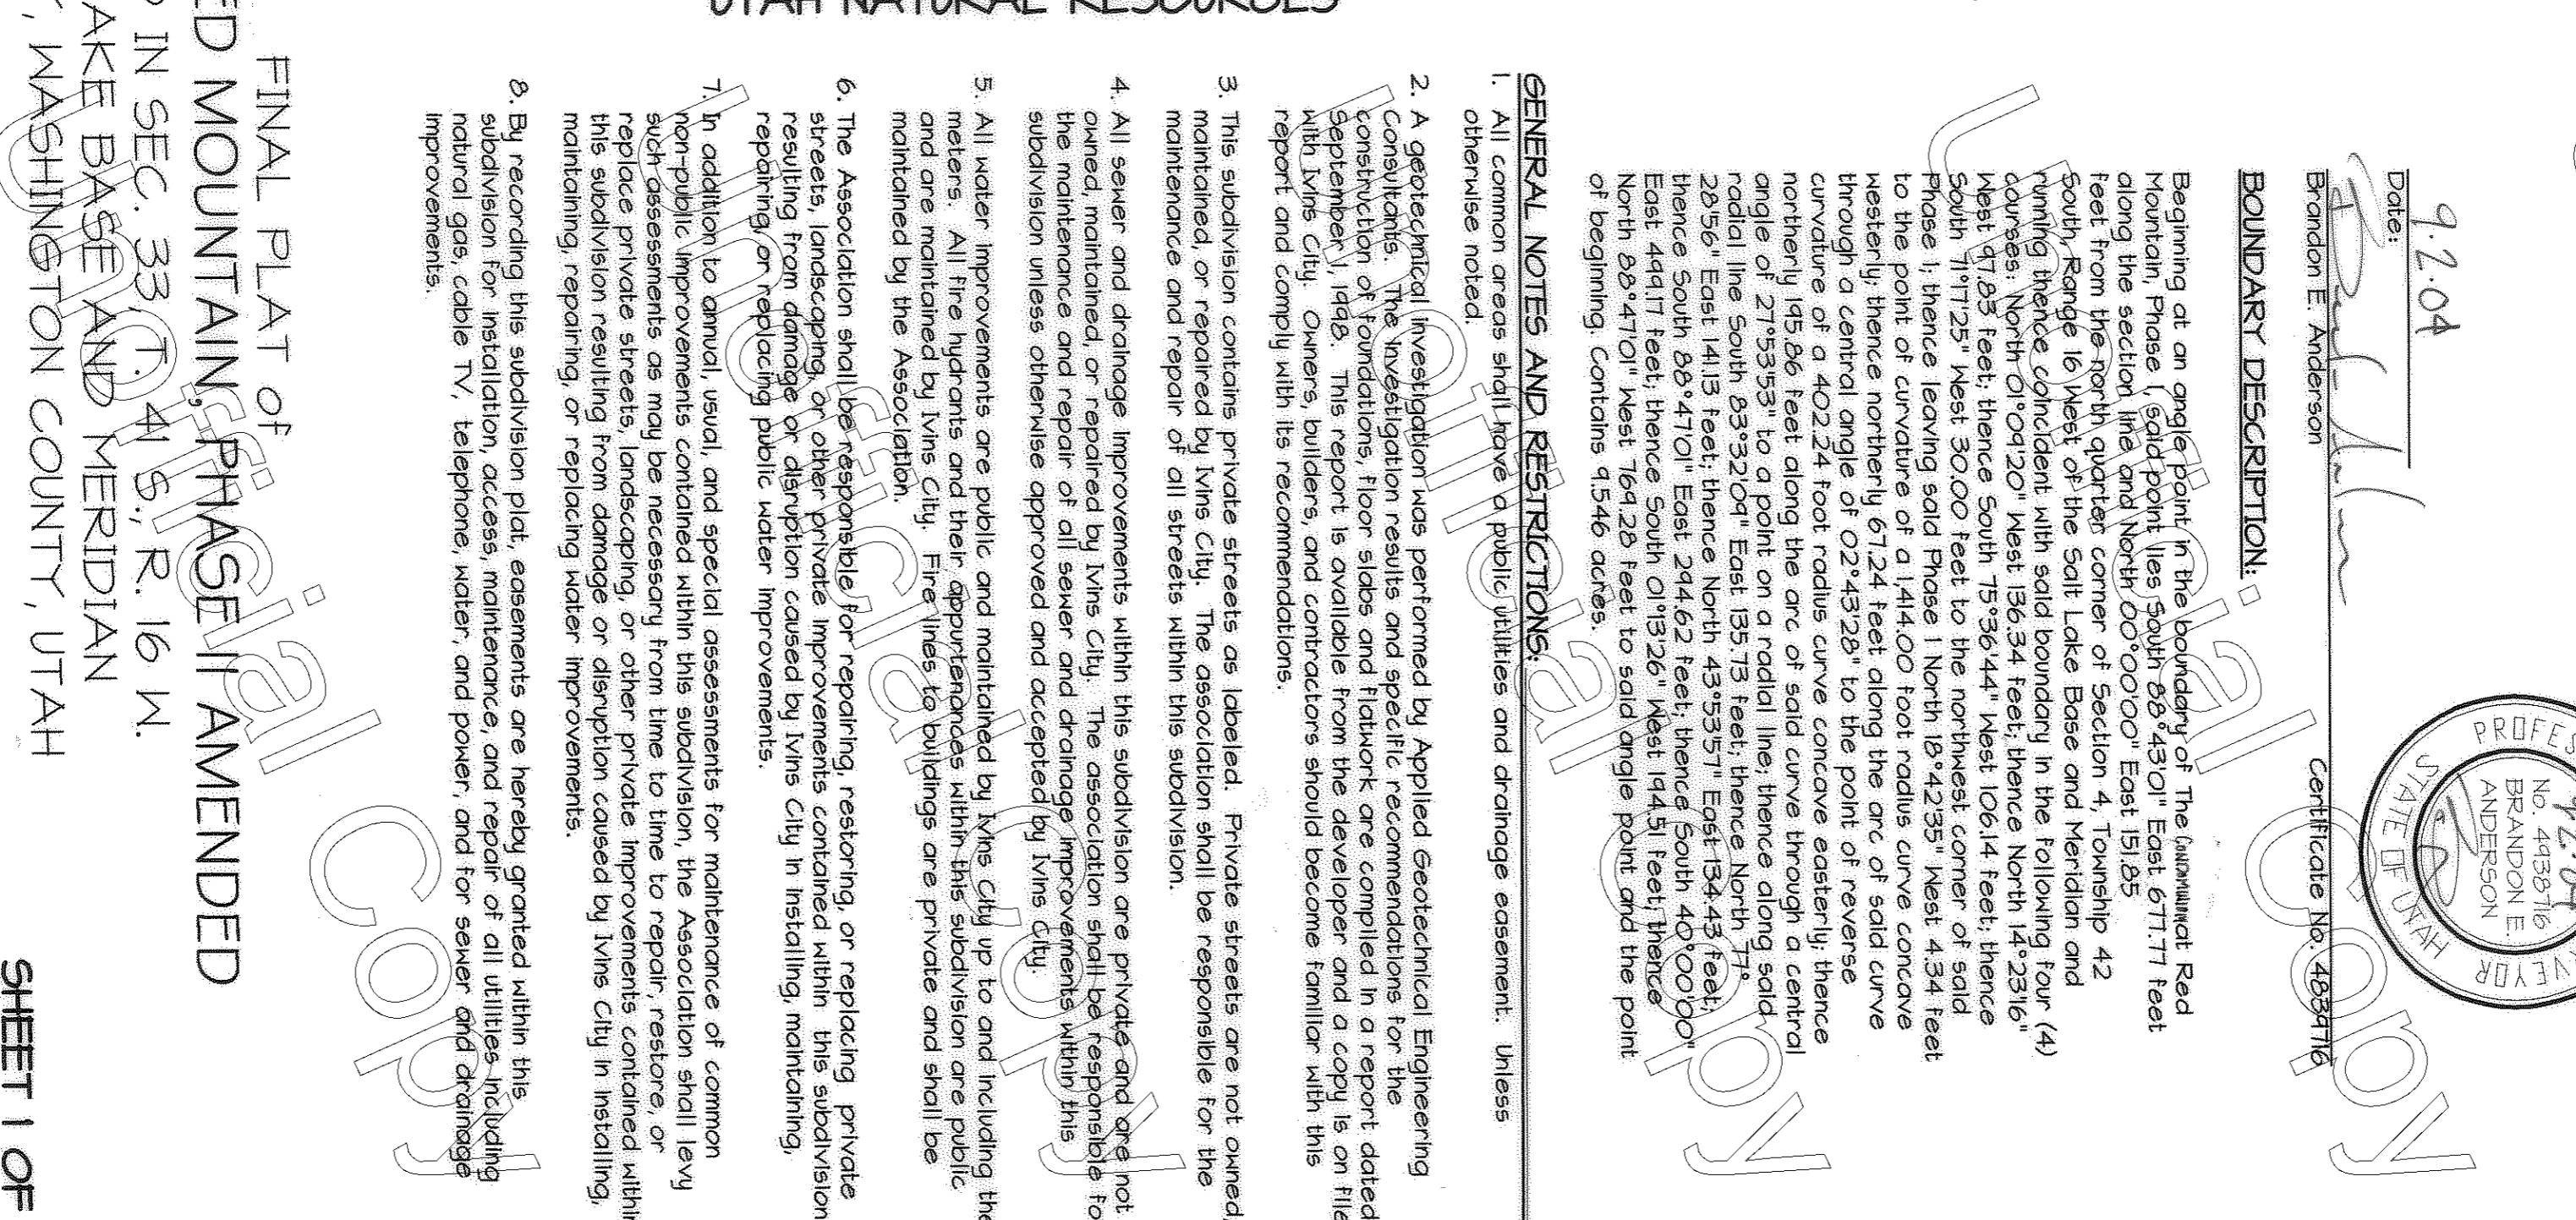 9.2.04
Date:
Brandon E. Anderson
Certificate No. 4839716
PROFES
VEYOR
STATE OF UTAH
No. 4938716
BRANDON E.
ANDERSON
BOUNDARY DESCRIPTION:
Beginning at an angle point in the boundary of The Red
Mountain, Phase 1, said point lies South 88°43'01" East 677.77 feet
along the section line and North 00°00'00" East 151.85
feet from the north quarter corner of Section 4, Township 42
South, Range 16 West of the Salt Lake Base and Meridian and
running thence coincident with said boundary in the following four (4)
courses: North 01°09'20" West 136.34 feet; thence North 14°23'16"
West 97.83 feet; thence South 75°36'44" West 106.14 feet; thence
South 71°17'25" West 30.00 feet to the northwest corner of said
Phase 1; thence leaving said Phase 1 North 18°42'35" West 4.34 feet
to the point of curvature of a 1,414.00 foot radius curve concave
westerly; thence northerly 67.24 feet along the arc of said curve
through a central angle of 02°43'28" to the point of reverse
curvature of a 402.24 foot radius curve concave easterly; thence
northerly 195.86 feet along the arc of said curve through a central
angle of 27°53'53" to a point on a radial line; thence along said
radial line South 83°32'09" East 135.73 feet; thence North 77°
28'56" East 141.13 feet; thence North 43°53'57" East 134.43 feet;
thence South 88°47'01" East 294.62 feet; thence South 40°00'00"
East 499.17 feet; thence South 01°13'26" West 194.51 feet; thence
North 88°47'01" West 769.28 feet to said angle point and the point
of beginning. Contains 9.546 acres.
GENERAL NOTES AND RESTRICTIONS:
1. All common areas shall have a public utilities and drainage easement. Unless
otherwise noted.
2. A geotechnical investigation was performed by Applied Geotechnical Engineering
Consultants. The investigation results and specific recommendations for the
construction of foundations, floor slabs and flatwork are compiled in a report dated
September 1, 1998. This report is available from the developer and a copy is on file
with Ivins City. Owners, builders, and contractors should become familiar with this
report and comply with its recommendations.
3. This subdivision contains private streets as labeled. Private streets are not owned,
maintained, or repaired by Ivins City. The association shall be responsible for the
maintenance and repair of all streets within this subdivision.
4. All sewer and drainage improvements within this subdivision are private and are not
owned, maintained, or repaired by Ivins City. The association shall be responsible fo
the maintenance and repair of all sewer and drainage improvements within this
subdivision unless otherwise approved and accepted by Ivins City.
5. All water improvements are public and maintained by Ivins City up to and including the
meters. All fire hydrants and their appurtenances within this subdivision are public
and are maintained by Ivins City. Fire lines to buildings are private and shall be
maintained by the Association.
6. The Association shall be responsible for repairing, restoring, or replacing private
streets, landscaping, or other private improvements contained within this subdivision
resulting from damage or disruption caused by Ivins City in installing, maintaining,
repairing, or replacing public water improvements.
7. In addition to annual, usual, and special assessments for maintenance of common
non-public improvements contained within this subdivision, the Association shall levy
such assessments as may be necessary from time to time to repair, restore, or
replace private streets, landscaping, or other private improvements contained within
this subdivision resulting from damage or disruption caused by Ivins City in installing,
maintaining, repairing, or replacing water improvements.
8. By recording this subdivision plat, easements are hereby granted within this
subdivision for installation, access, maintenance, and repair of all utilities including
natural gas, cable TV, telephone, water, and power, and for sewer and drainage
improvements.
FINAL PLAT of
ED MOUNTAIN, PHASE II AMENDED
IN SEC. 33, T. 41 S., R. 16 W.
AKE BASE AND MERIDIAN
, WASHINGTON COUNTY, UTAH
SHEET 1 OF
UTAH NATURAL RESOURCES
Unofficial Copy
Unofficial Copy
Unofficial Copy
Unofficial Copy
Unofficial Copy